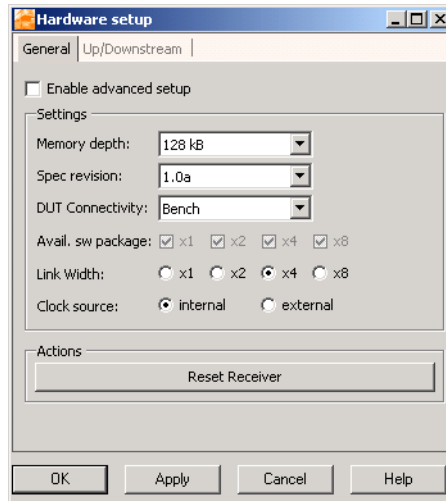 Hardware setup
General Up/Downstream
Enable advanced setup
Settings
Memory depth: 128 kB
Spec revision: 1.0a
DUT Connectivity: Bench
Avail. sw package: x1 x2 x4 x8
Link Width: x1 x2 x4 x8
Clock source: internal external
Actions
Reset Receiver
OK Apply Cancel Help